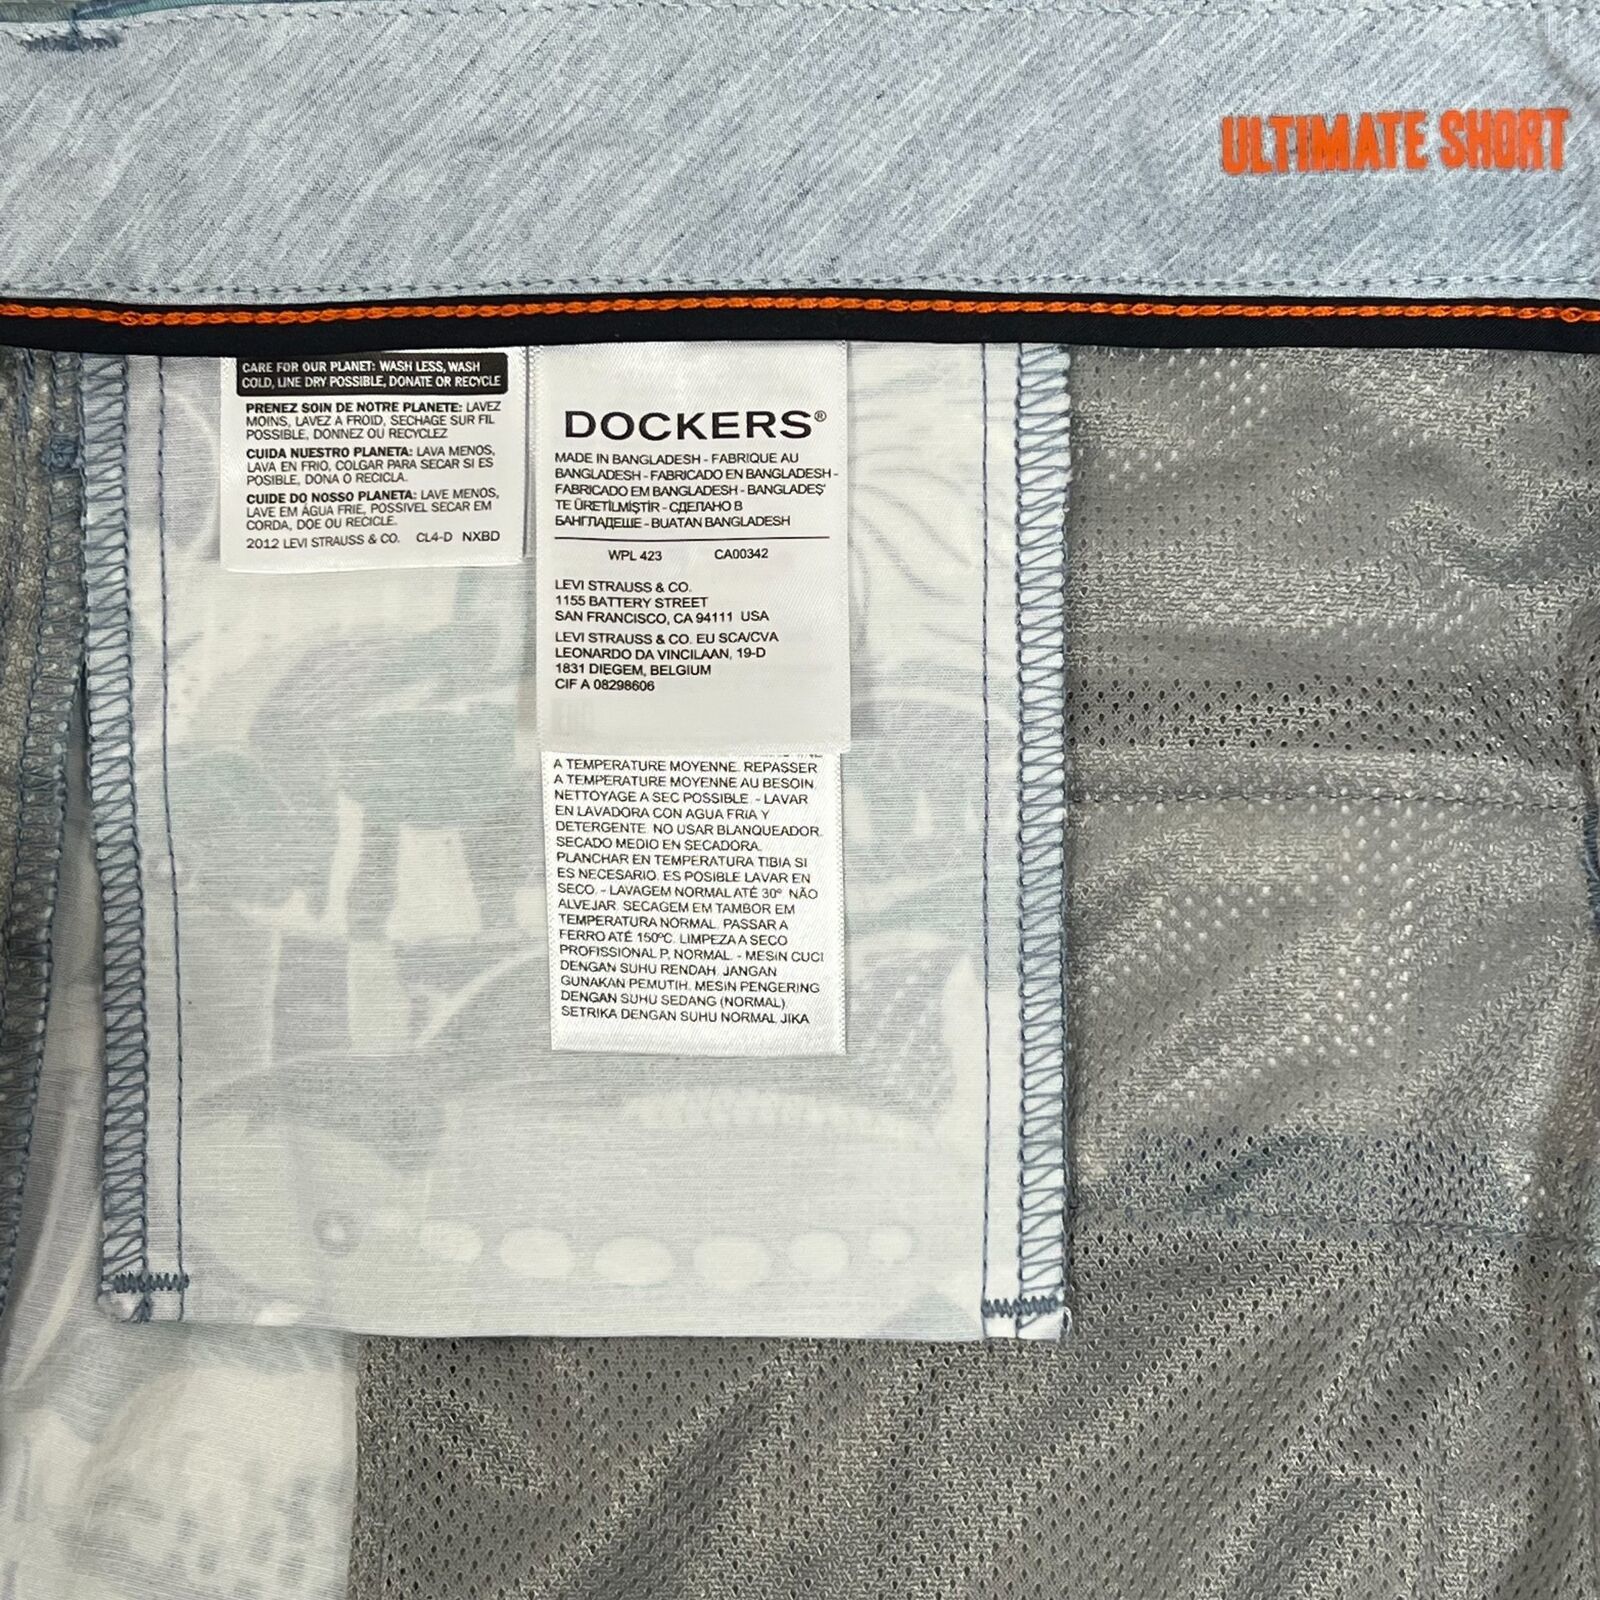 ULTIMATE SHORT
CARE FOR OUR PLANET: WASH LESS, WASH
COLD, LINE DRY POSSIBLE, DONATE OR RECYCLE
PRENEZ SOIN DE NOTRE PLANETE: LAVEZ
MOINS, LAVEZ A FROID, SECHAGE SUR FIL
POSSIBLE, DONNEZ OU RECYCLEZ
CUIDA NUESTRO PLANETA: LAVA MENOS,
LAVA EN FRIO, COLGAR PARA SECAR SI ES
POSIBLE, DONA O RECICLA.
CUIDE DO NOSSO PLANETA: LAVE MENOS,
LAVE EM ÁGUA FRIE, POSSIVEL SECAR EM
CORDA, DOE OU RECICLE.
2012 LEVI STRAUSS & CO. CL4-D NXBD
DOCKERS®
MADE IN BANGLADESH - FABRIQUE AU
BANGLADESH - FABRICADO EN BANGLADESH -
FABRICADO EM BANGLADESH - BANGLADEŞ'
TE ÜRETİLMİŞTİR - СДЕЛАНО В
БАНГЛАДЕШЕ - BUATAN BANGLADESH
WPL 423 CA00342
LEVI STRAUSS & CO.
1155 BATTERY STREET
SAN FRANCISCO, CA 94111 USA
LEVI STRAUSS & CO. EU SCA/CVA
LEONARDO DA VINCILAAN, 19-D
1831 DIEGEM, BELGIUM
CIF A 08298606
A TEMPERATURE MOYENNE. REPASSER
A TEMPERATURE MOYENNE AU BESOIN.
NETTOYAGE A SEC POSSIBLE. - LAVAR
EN LAVADORA CON AGUA FRIA Y
DETERGENTE. NO USAR BLANQUEADOR.
SECADO MEDIO EN SECADORA.
PLANCHAR EN TEMPERATURA TIBIA SI
ES NECESARIO. ES POSIBLE LAVAR EN
SECO. - LAVAGEM NORMAL ATÉ 30º NÃO
ALVEJAR. SECAGEM EM TAMBOR EM
TEMPERATURA NORMAL. PASSAR A
FERRO ATÉ 150ºC. LIMPEZA A SECO
PROFISSIONAL P, NORMAL. - MESIN CUCI
DENGAN SUHU RENDAH. JANGAN
GUNAKAN PEMUTIH. MESIN PENGERING
DENGAN SUHU SEDANG (NORMAL).
SETRIKA DENGAN SUHU NORMAL JIKA